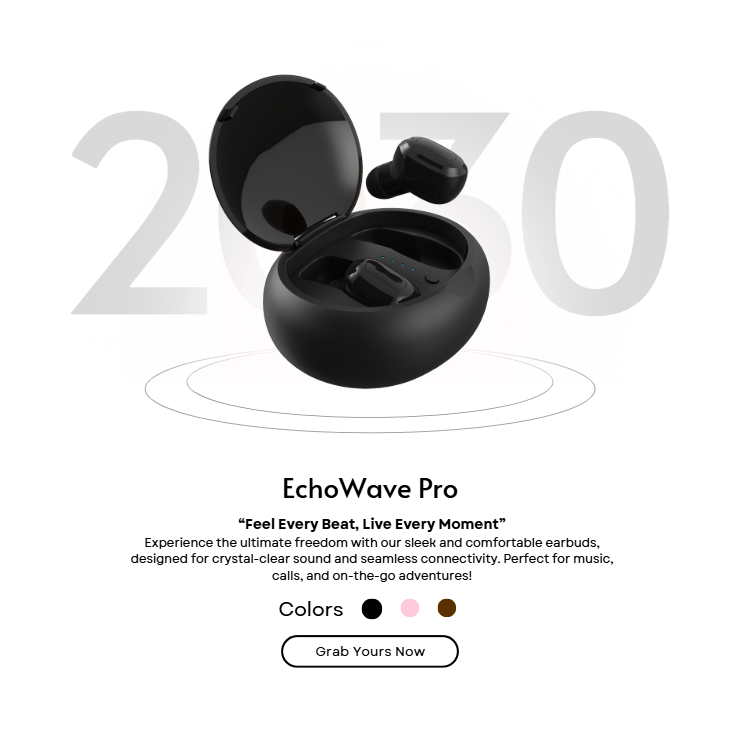 2030
EchoWave Pro
“Feel Every Beat, Live Every Moment”
Experience the ultimate freedom with our sleek and comfortable earbuds,
designed for crystal-clear sound and seamless connectivity. Perfect for music,
calls, and on-the-go adventures!
Colors
Grab Yours Now